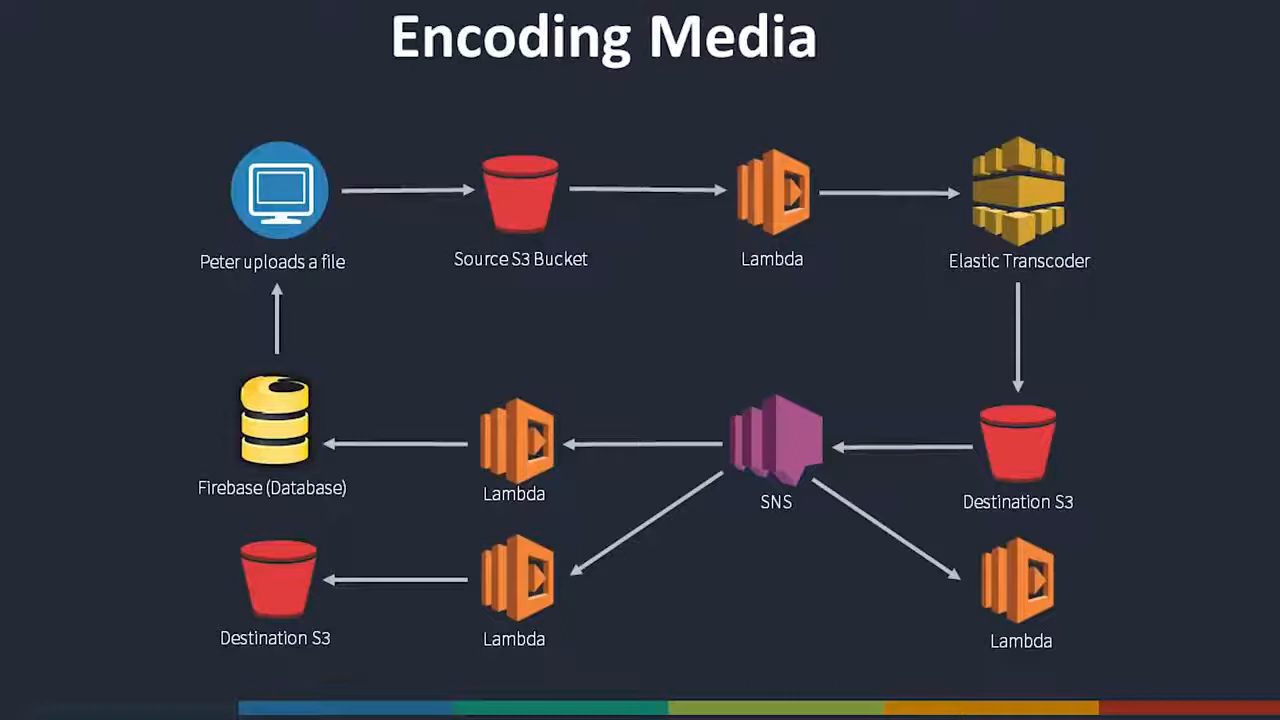 Encoding Media
Peter uploads a file
Source S3 Bucket
Lambda
Elastic Transcoder
Firebase (Database)
Lambda
SNS
Destination S3
Destination S3
Lambda
Lambda